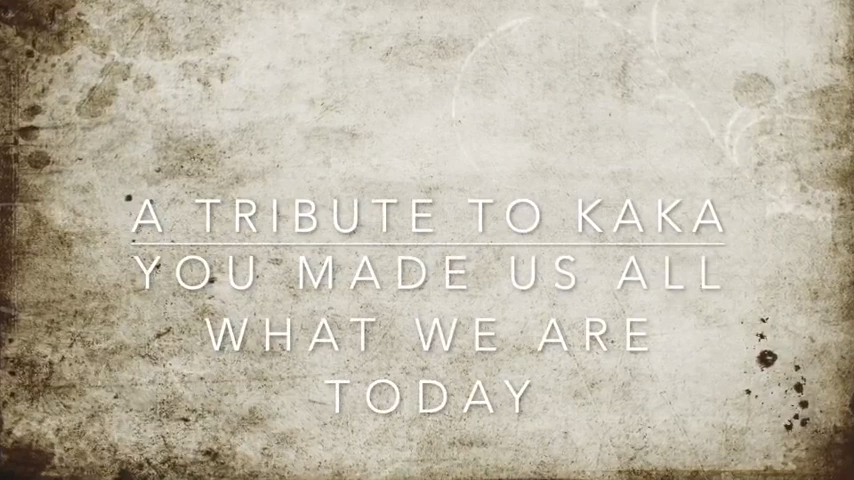 A TRIBUTE TO KAKA
YOU MADE US ALL
WHAT WE ARE
TODAY